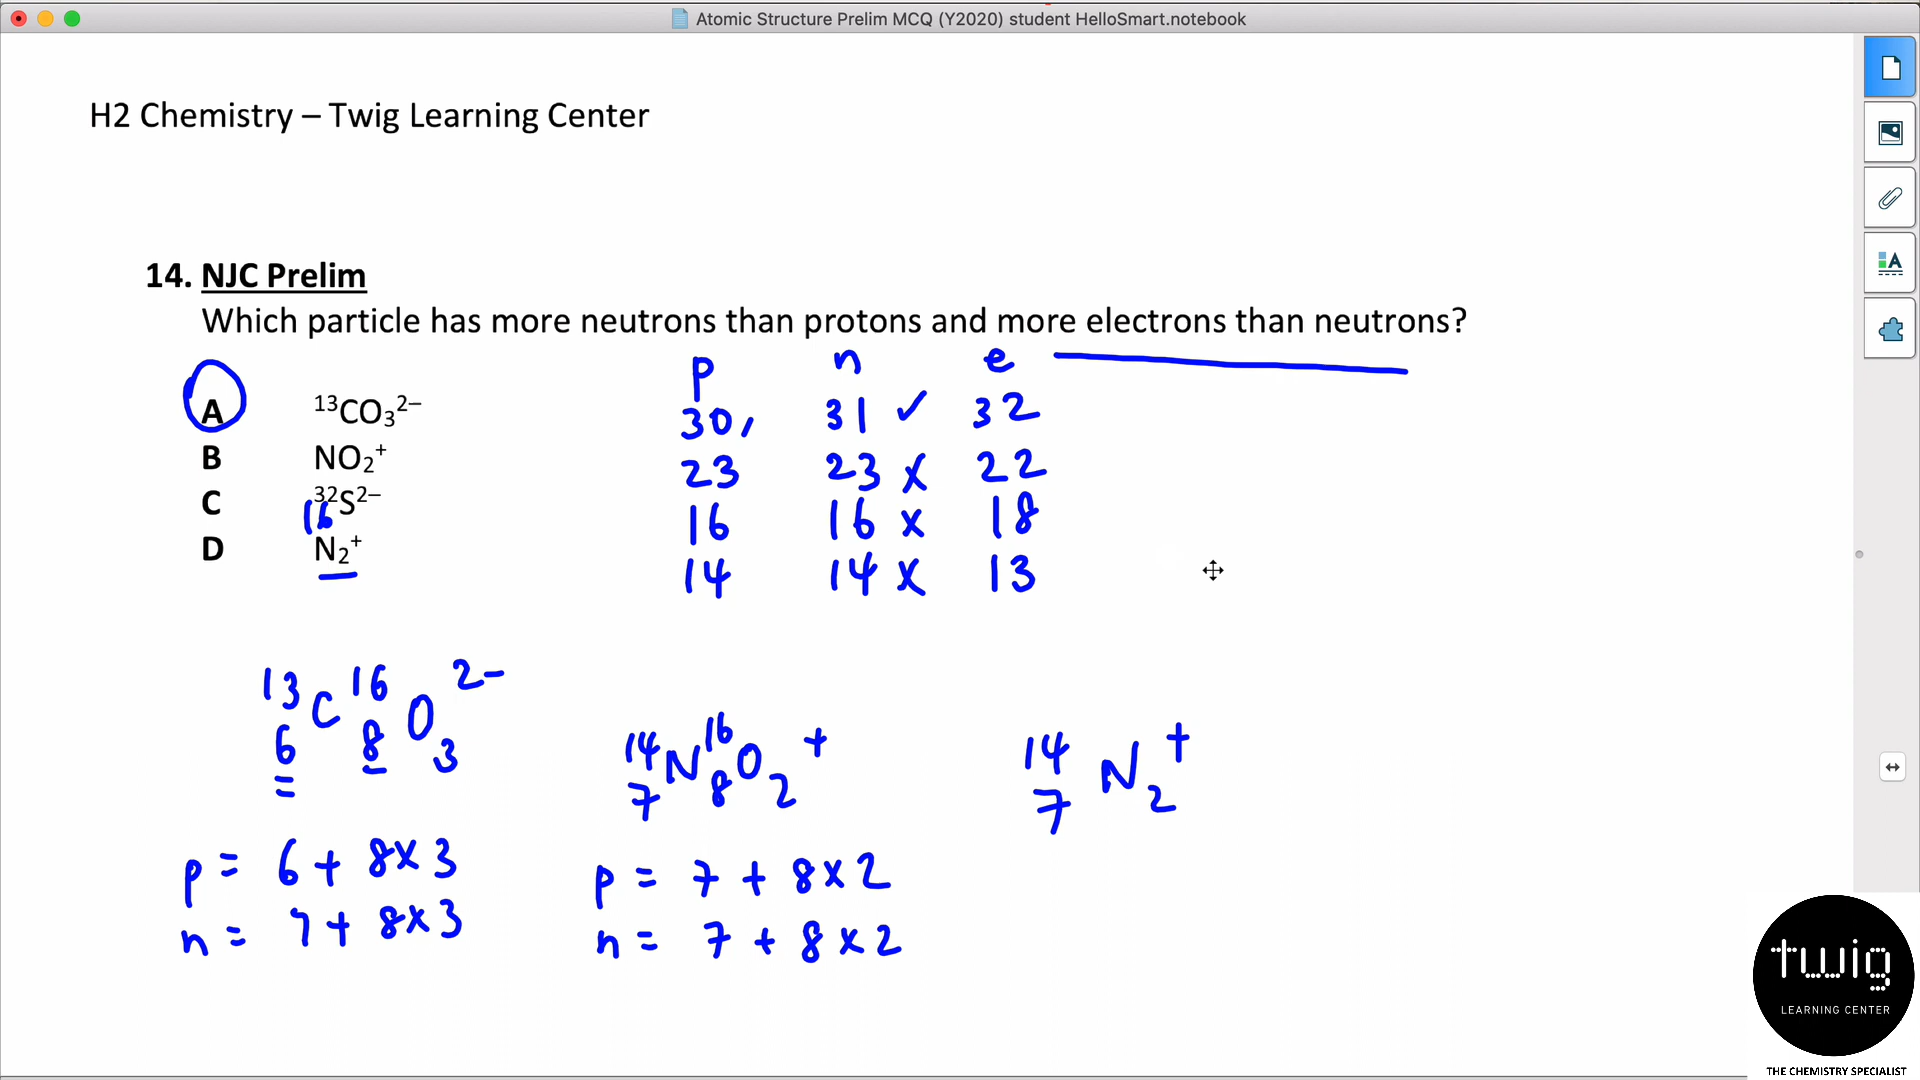 Atomic Structure Prelim MCQ (Y2020) student HelloSmart.notebook
H2 Chemistry – Twig Learning Center
14. NJC Prelim
Which particle has more neutrons than protons and more electrons than neutrons?
p n e
A ¹³CO₃²⁻ 30, 31 ✓ 32
B NO₂⁺ 23 23 x 22
C ³²S²⁻ 16 16 16 x 18
D N₂⁺ 14 14 x 13
13 C 16 O 2-
6 8 3
14 N 16 O +
7 8 2
14 N₂ +
7
p = 6 + 8x3
n = 7 + 8x3
p = 7 + 8x2
n = 7 + 8x2
A
twig
LEARNING CENTER
THE CHEMISTRY SPECIALIST